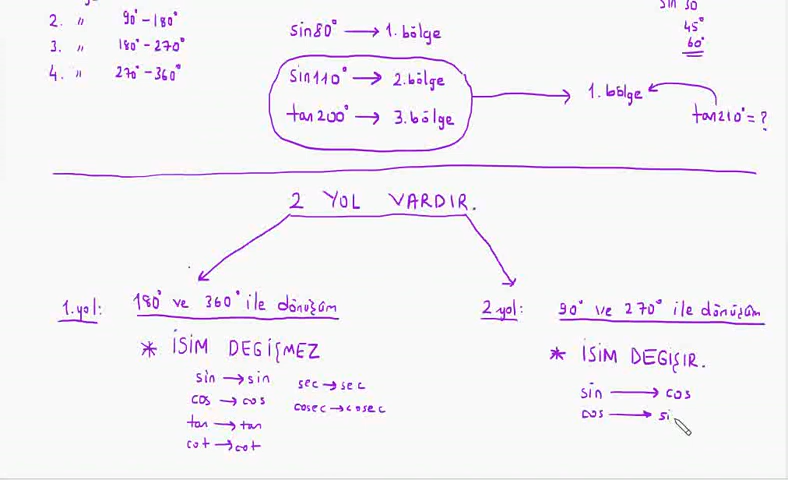 2. " 90°-180°
3. " 180°-270°
4. " 270°-360°
sin80° → 1. bölge
sin110° → 2. bölge
tan200° → 3. bölge
1. bölge
sin 30
45°
60°
tan210° = ?
2 YOL VARDIR.
1.yol: 180° ve 360° ile dönüşüm
* İSİM DEĞİŞMEZ
sin → sin
cos → cos
tan → tan
cot → cot
sec → sec
cosec → cosec
2.yol: 90° ve 270° ile dönüşüm
* İSİM DEĞIŞIR.
sin → cos
cos → si